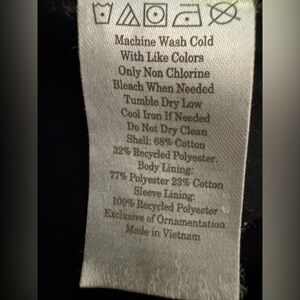 Machine Wash Cold
With Like Colors
Only Non Chlorine
Bleach When Needed
Tumble Dry Low
Cool Iron If Needed
Do Not Dry Clean
Shell: 68% Cotton
32% Recycled Polyester.
Body Lining:
77% Polyester 23% Cotton
Sleeve Lining:
100% Recycled Polyester
Exclusive of Ornamentation
Made in Vietnam